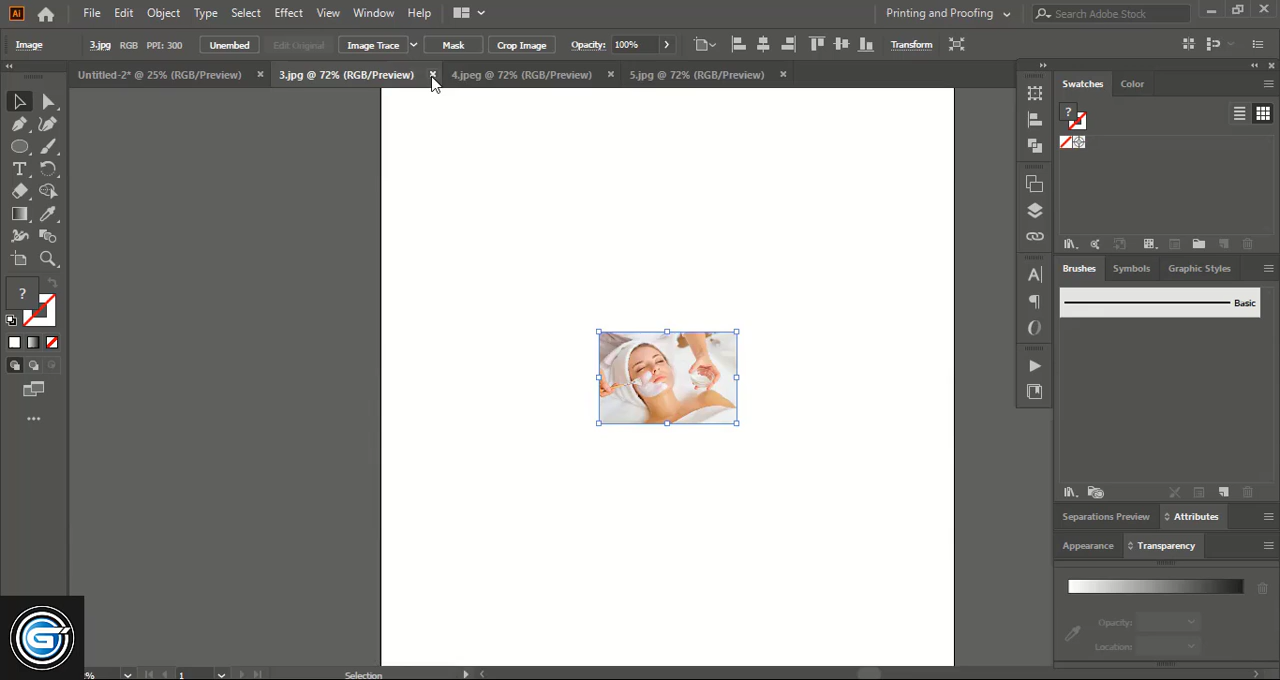 Ai File Edit Object Type Select Effect View Window Help Printing and Proofing Search Adobe Stock
Image 3.jpg RGB PPI: 300 Unembed Edit Original Image Trace Mask Crop Image Opacity: 100% Transform
Untitled-2* @ 25% (RGB/Preview) × 3.jpg @ 72% (RGB/Preview) × 4.jpeg @ 72% (RGB/Preview) × 5.jpg @ 72% (RGB/Preview) ×
Swatches Color
?
?
Brushes Symbols Graphic Styles
Basic
Separations Preview Attributes
Appearance Transparency
Opacity:
Location:
% 1 Selection